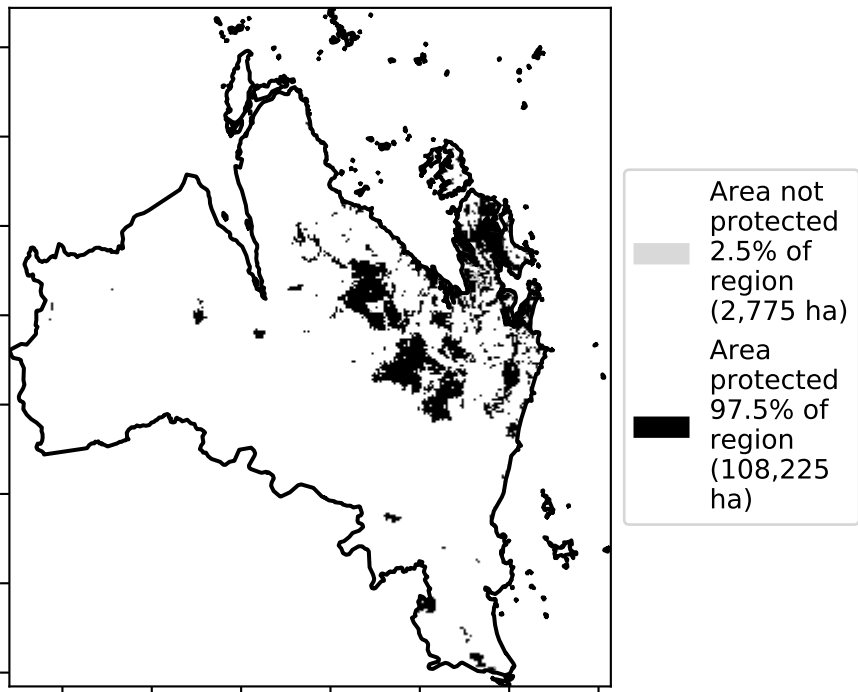 Area not
protected
2.5% of
region
(2,775 ha)
Area
protected
97.5% of
region
(108,225
ha)